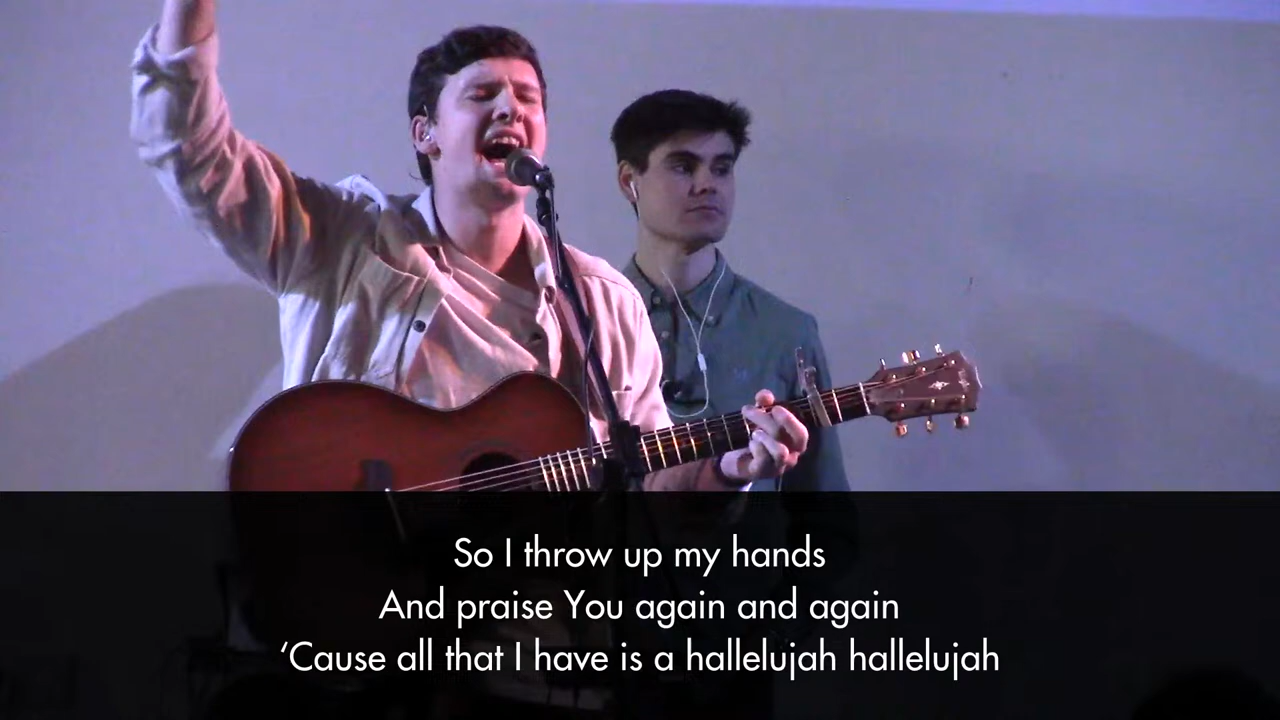 So I throw up my hands
And praise You again and again
‘Cause all that I have is a hallelujah hallelujah